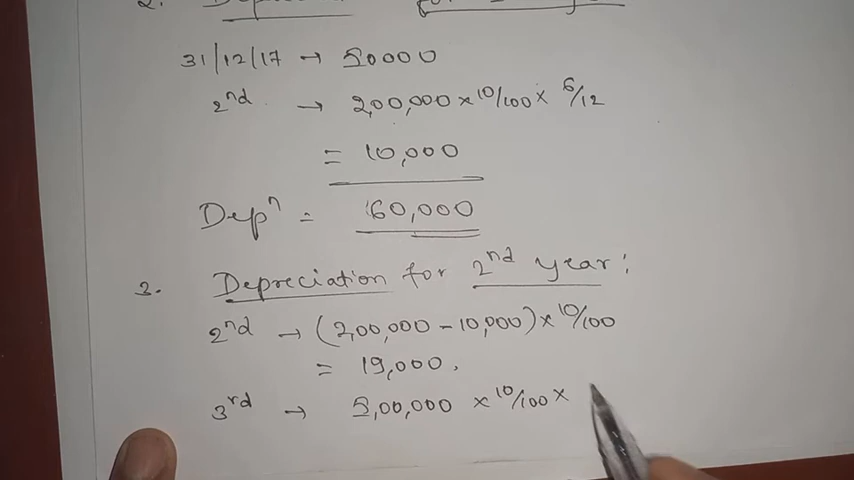 2.
31/12/17 → 50000
2nd → 2,00,000 × 10/100 × 6/12
= 10,000
Depn = 60,000
3. Depreciation for 2nd year:
2nd → (2,00,000 - 10,000) × 10/100
= 19,000.
3rd → 5,00,000 × 10/100 ×